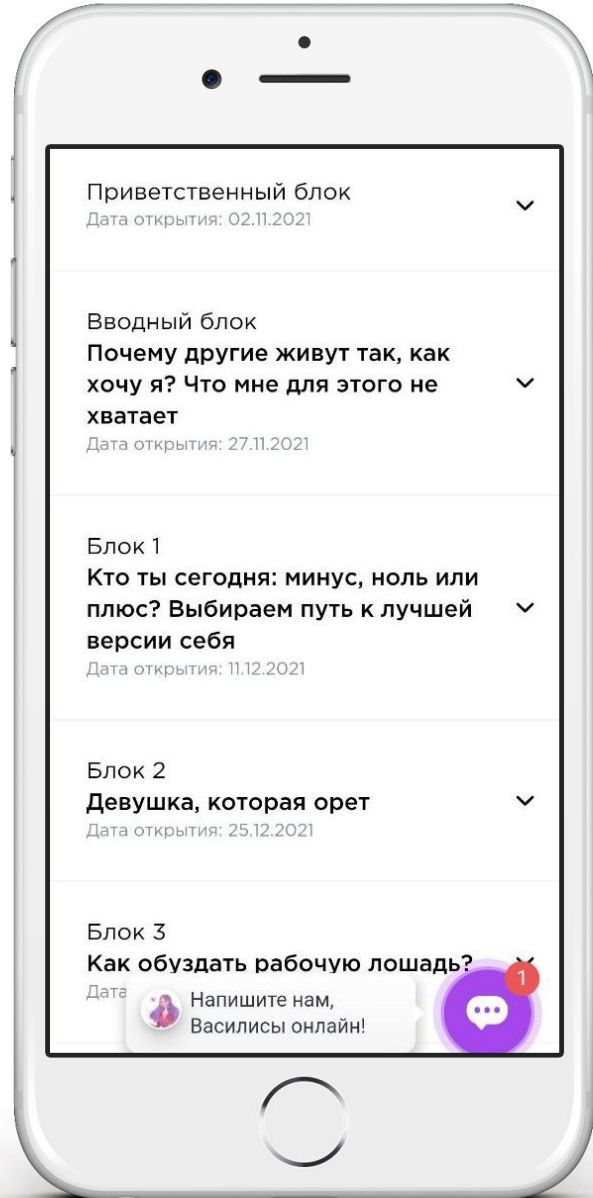 Приветственный блок
Дата открытия: 02.11.2021
Вводный блок
Почему другие живут так, как
хочу я? Что мне для этого не
хватает
Дата открытия: 27.11.2021
Блок 1
Кто ты сегодня: минус, ноль или
плюс? Выбираем путь к лучшей
версии себя
Дата открытия: 11.12.2021
Блок 2
Девушка, которая орет
Дата открытия: 25.12.2021
Блок 3
Как обуздать рабочую лошадь?
Дата
1
Напишите нам,
Василисы онлайн!